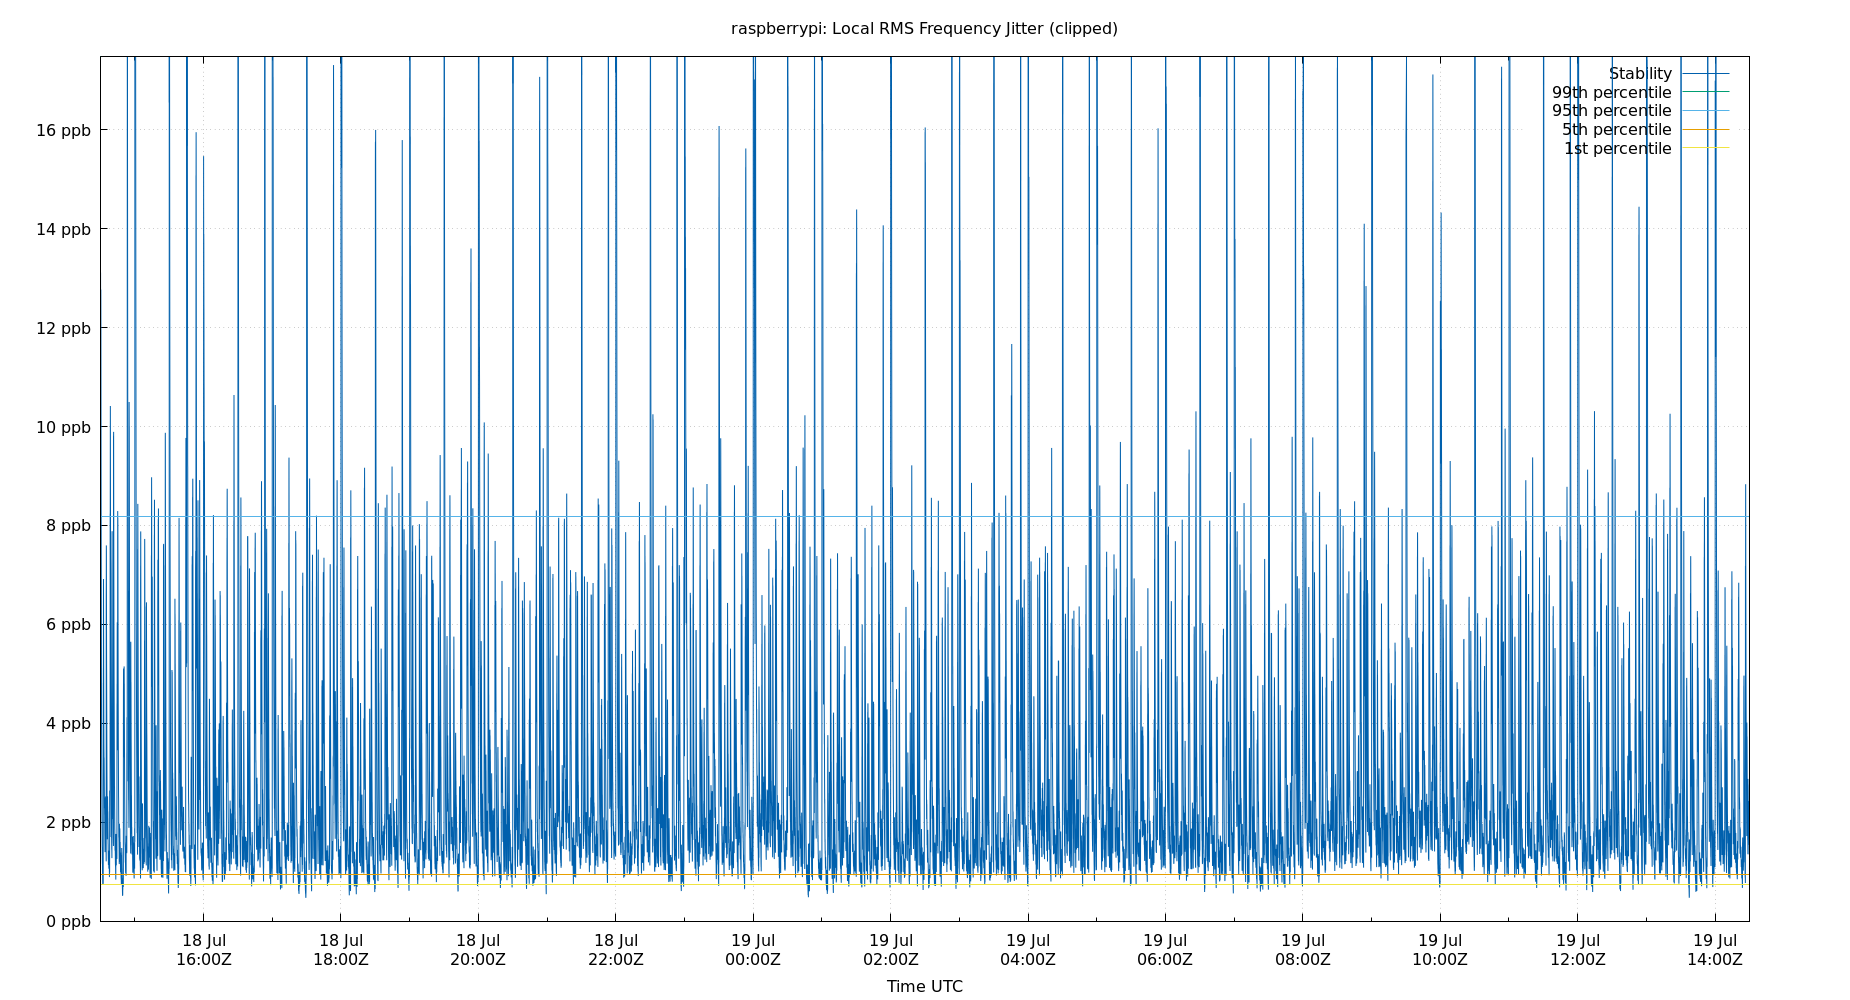 raspberrypi: Local RMS Frequency Jitter (clipped)
Stability
99th percentile
95th percentile
5th percentile
1st percentile
16 ppb
14 ppb
12 ppb
10 ppb
8 ppb
6 ppb
4 ppb
2 ppb
0 ppb
18 Jul 18 Jul 18 Jul 18 Jul 19 Jul 19 Jul 19 Jul 19 Jul 19 Jul 19 Jul 19 Jul 19 Jul
16:00Z 18:00Z 20:00Z 22:00Z 00:00Z 02:00Z 04:00Z 06:00Z 08:00Z 10:00Z 12:00Z 14:00Z
Time UTC